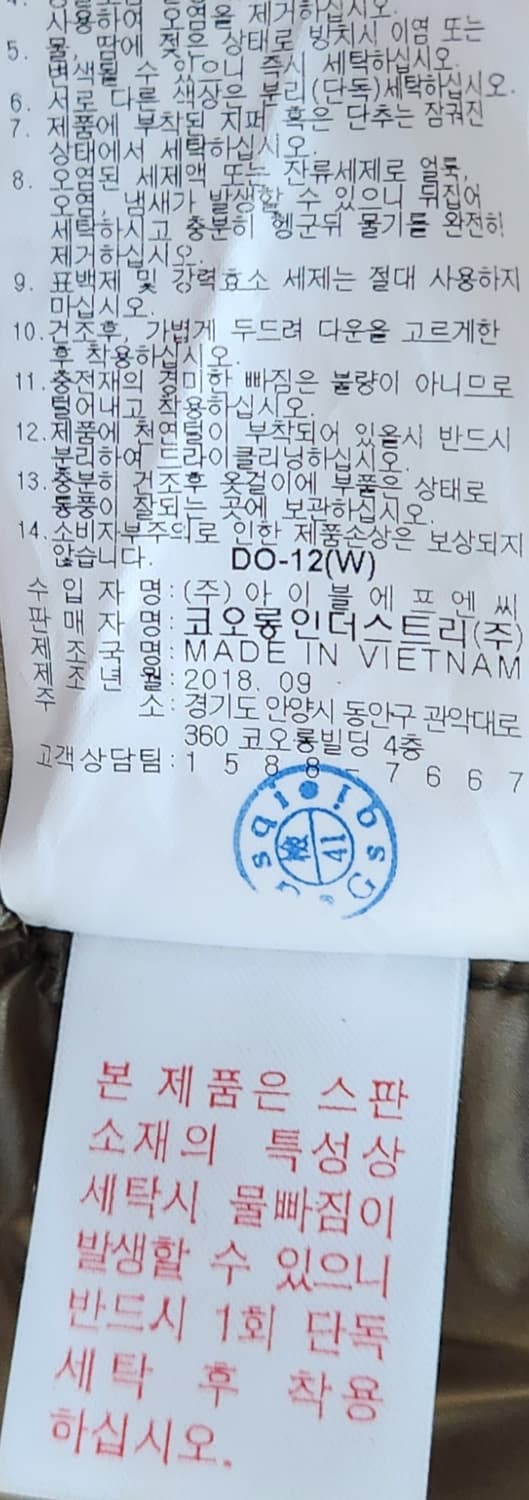 사용하여 오염을 제거하십시오.
5. 물, 땀에 젖은 상태로 방치시 이염 또는
변색될 수 있으니 즉시 세탁하십시오.
6. 서로 다른 색상은 분리(단독)세탁하십시오.
7. 제품에 부착된 지퍼 혹은 단추는 잠궈진
상태에서 세탁하십시오.
8. 오염된 세제액 또는 잔류세제로 얼룩,
오염, 냄새가 발생할 수 있으니 뒤집어
세탁하시고 충분히 헹군뒤 물기를 완전히
제거하십시오.
9. 표백제 및 강력효소 세제는 절대 사용하지
마십시오.
10.건조후, 가볍게 두드려 다운을 고르게한
후 착용하십시오.
11.충전재의 경미한 빠짐은 불량이 아니므로
털어내고 착용하십시오.
12.제품에 천연털이 부착되어 있을시 반드시
분리하여 드라이클리닝하십시오.
13.충분히 건조후 옷걸이에 부품은 상태로
통풍이 잘되는 곳에 보관하십시오.
14.소비자부주의로 인한 제품손상은 보상되지
않습니다.
DO-12(W)
수 입 자 명:(주)아이블에프엔씨
판 매 자 명:코오롱인더스트리(주)
제 조 국 명:MADE IN VIETNAM
제 조 년 월:2018. 09
주 소:경기도 안양시 동안구 관악대로
360 코오롱빌딩 4층
고객상담팀:1 5 8 8 - 7 6 6 7
41
본 제품은 스판
소재의 특성상
세탁시 물빠짐이
발생할 수 있으니
반드시 1회 단독
세탁 후 착용
하십시오.